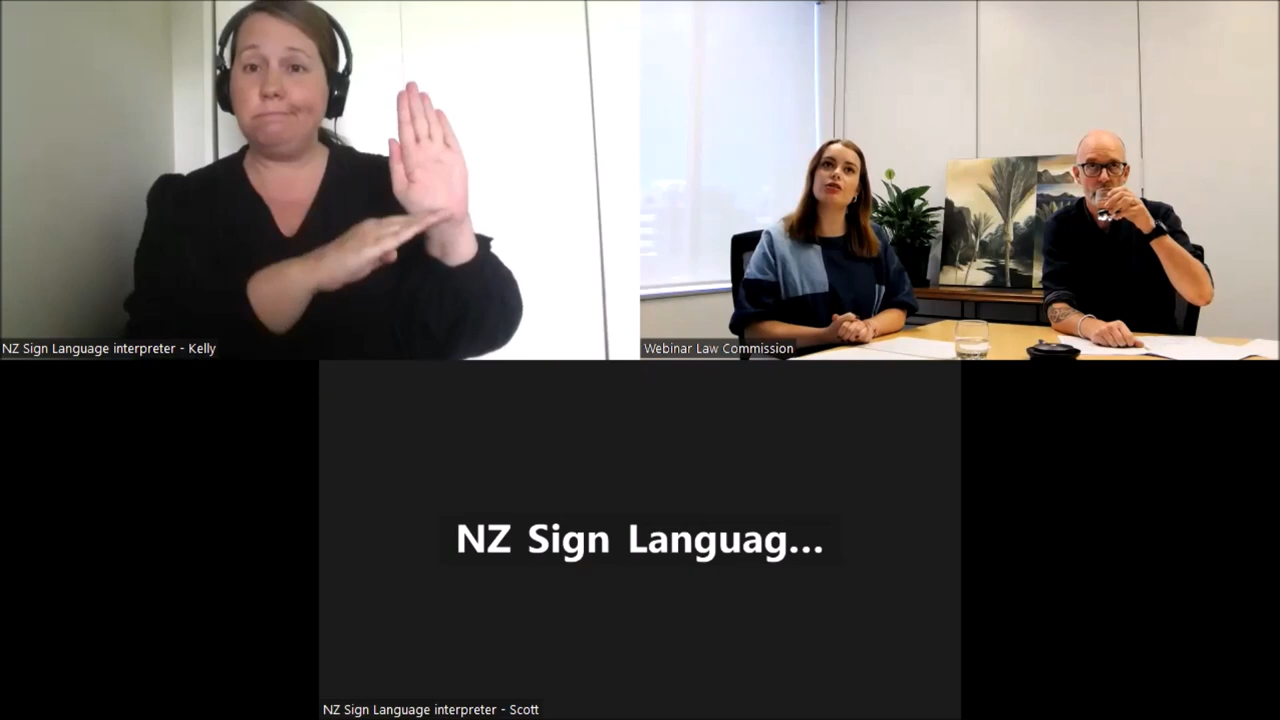 NZ Sign Language interpreter - Kelly
Webinar Law Commission
NZ Sign Languag...
NZ Sign Language interpreter - Scott